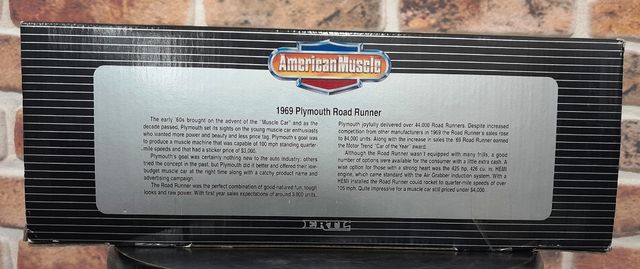 AmericanMuscle
1969 Plymouth Road Runner
The early '60s brought on the advent of the "Muscle Car" and as the
decade passed, Plymouth set its sights on the young muscle car enthusiasts
who wanted more power and beauty and less price tag. Plymouth's goal was
to produce a muscle machine that was capable of 100 mph standing quarter-
mile speeds and that had a sticker price of $3,000.
Plymouth's goal was certainly nothing new to the auto industry; others
tried the concept in the past, but Plymouth did it better and offered their low-
budget muscle car at the right time along with a catchy product name and
advertising campaign.
The Road Runner was the perfect combination of good-natured fun, tough
looks and raw power. With first year sales expectations of around 3,900 units,
Plymouth joyfully delivered over 44,000 Road Runners. Despite increased
competition from other manufacturers in 1969 the Road Runner's sales rose
to 84,000 units. Along with the increase in sales the '69 Road Runner earned
the Motor Trend "Car of the Year" award.
Although the Road Runner wasn't equipped with many frills, a good
number of options were available for the consumer with a little extra cash. A
wise option for those with a strong heart was the 425 hp, 426 cu. in. HEMI
engine, which came standard with the Air Grabber induction system. With a
HEMI installed the Road Runner could rocket to quarter-mile speeds of over
105 mph. Quite impressive for a muscle car still priced under $4,000.
ERTL